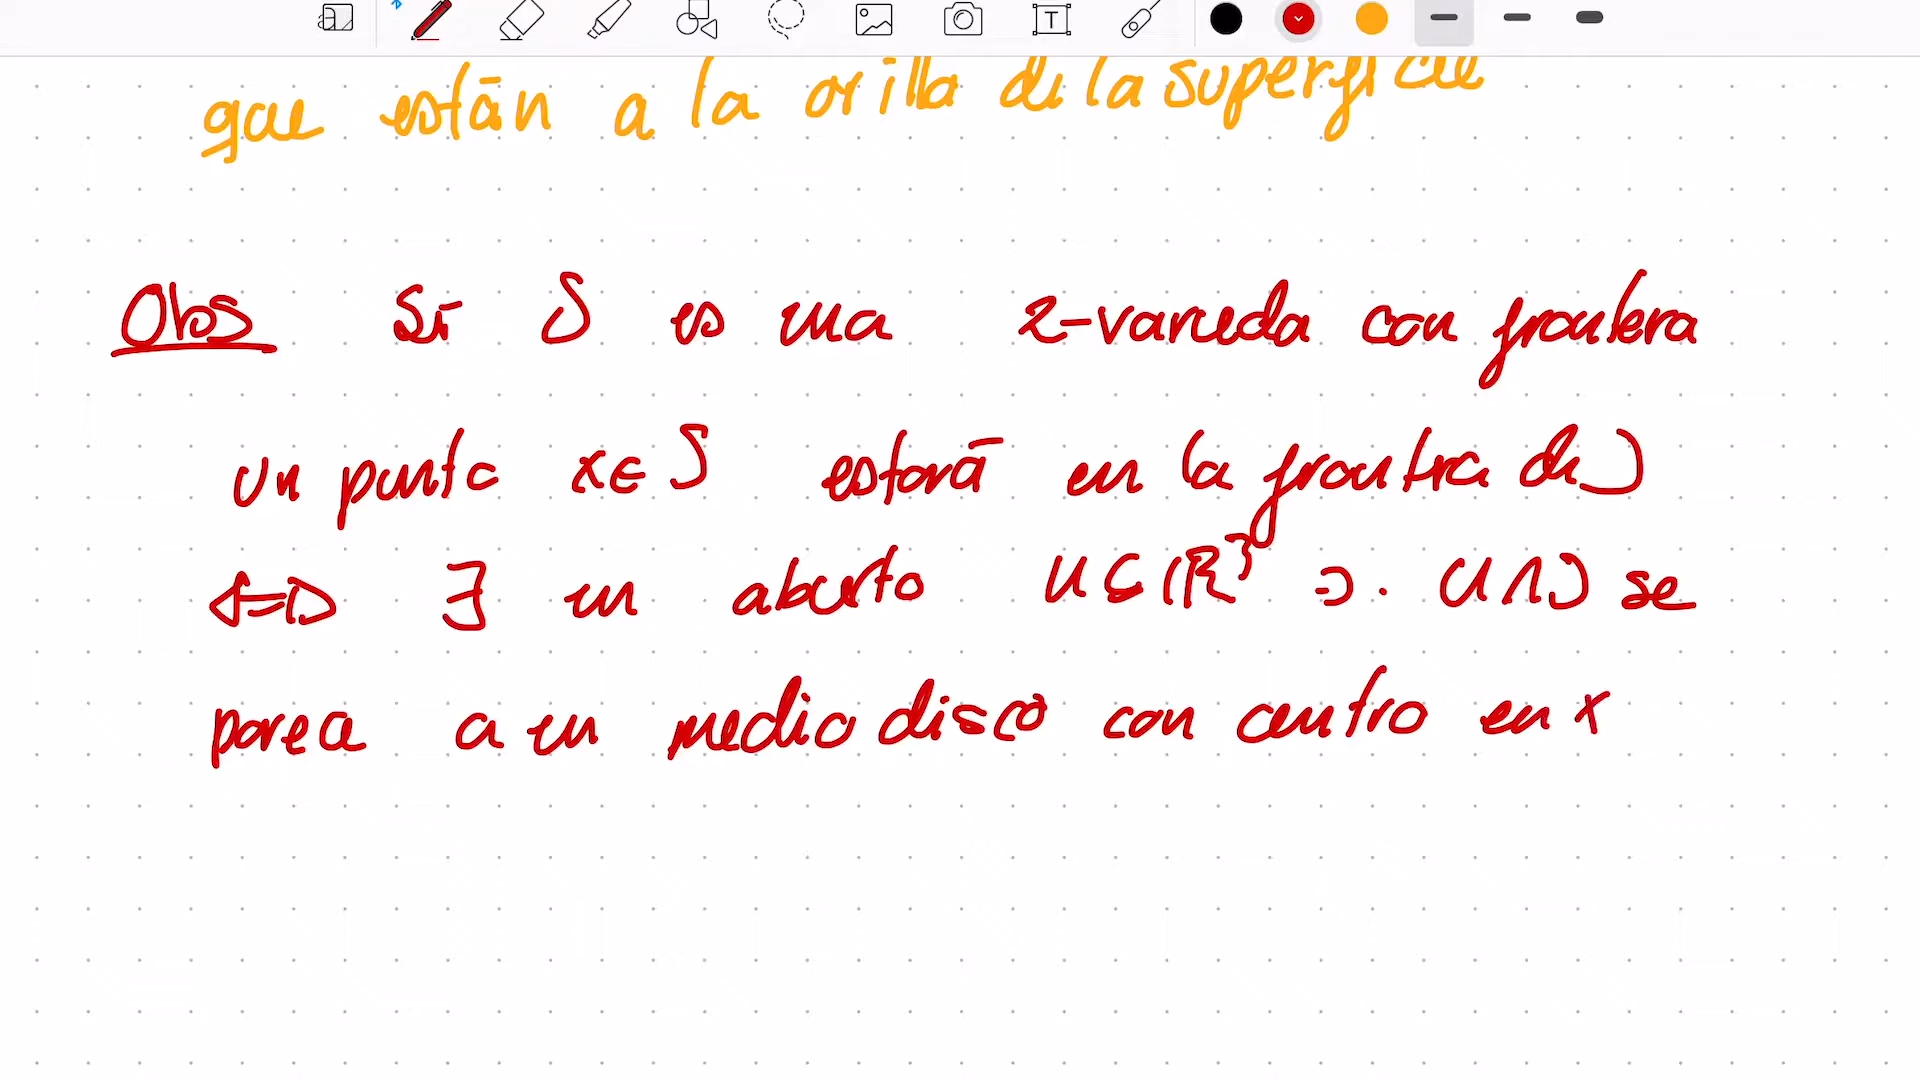 que están a la orilla de la superficie
Obs Si S es una 2-varieda con frontera
un punto x∈S estará en la frontera de S
⇔ ∃ un abierto U⊆ℝ³ ∋. U∩S se
parece a un medio disco con centro en x